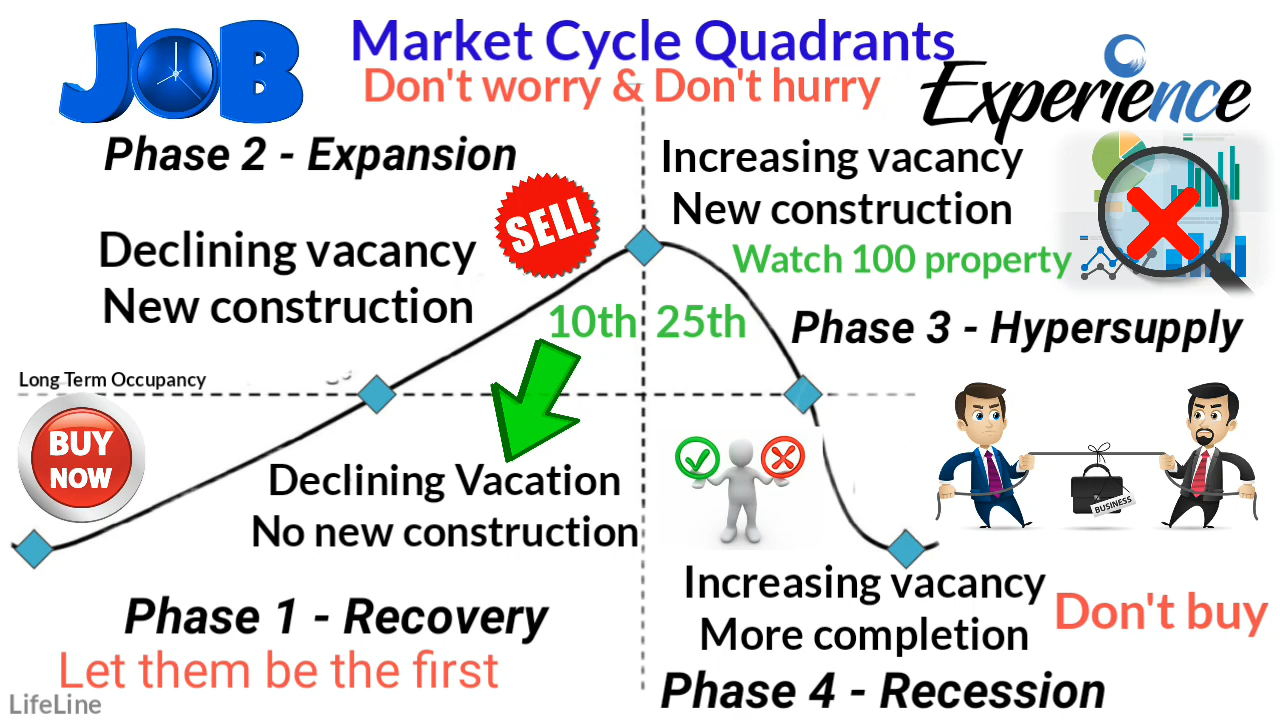 JOB
Market Cycle Quadrants
Don't worry & Don't hurry
Experience
Phase 2 - Expansion
Declining vacancy
New construction
SELL
Increasing vacancy
New construction
Watch 100 property
10th 25th
Phase 3 - Hypersupply
Long Term Occupancy
BUY
NOW
Declining Vacation
No new construction
BUSINESS
Increasing vacancy
More completion
Don't buy
Phase 1 - Recovery
Let them be the first
Phase 4 - Recession
LifeLine